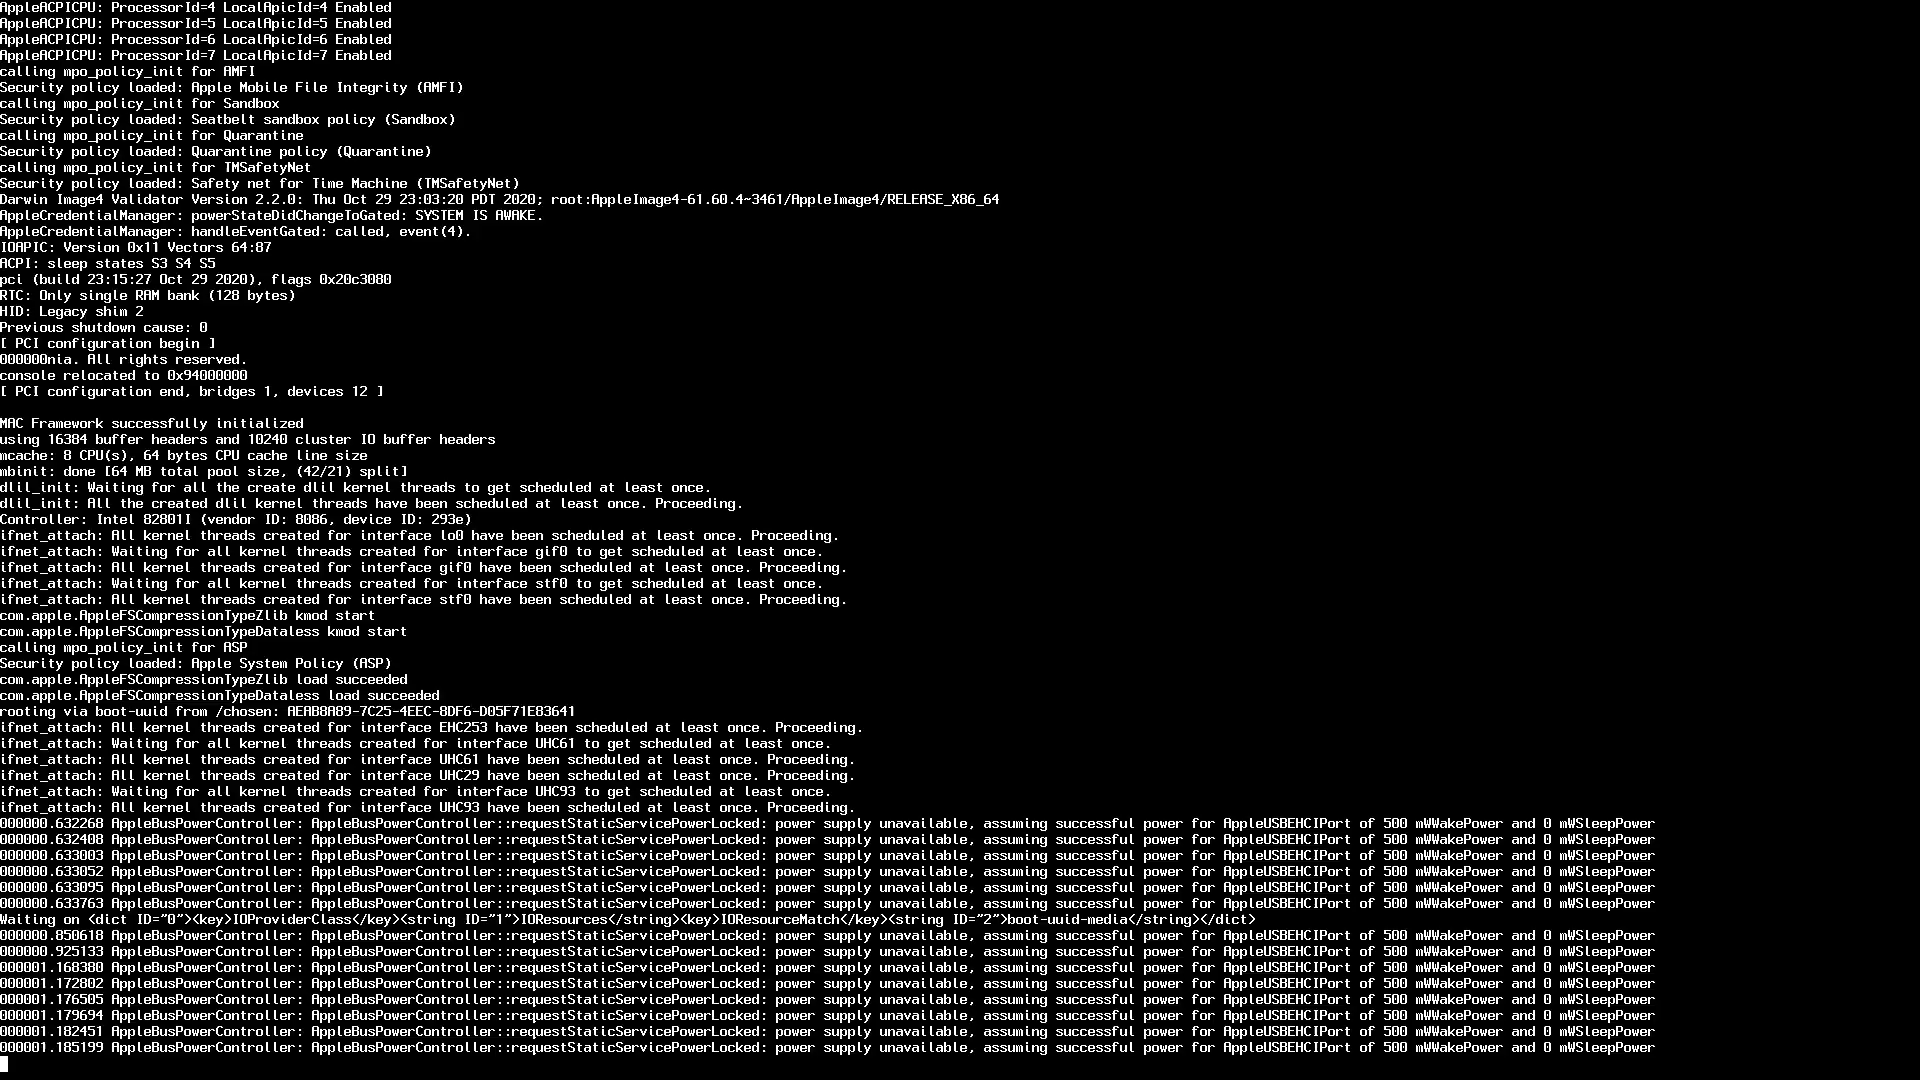 AppleACPICPU: ProcessorId=4 LocalApicId=4 Enabled
AppleACPICPU: ProcessorId=5 LocalApicId=5 Enabled
AppleACPICPU: ProcessorId=6 LocalApicId=6 Enabled
AppleACPICPU: ProcessorId=7 LocalApicId=7 Enabled
calling mpo_policy_init for AMFI
Security policy loaded: Apple Mobile File Integrity (AMFI)
calling mpo_policy_init for Sandbox
Security policy loaded: Seatbelt sandbox policy (Sandbox)
calling mpo_policy_init for Quarantine
Security policy loaded: Quarantine policy (Quarantine)
calling mpo_policy_init for TMSafetyNet
Security policy loaded: Safety net for Time Machine (TMSafetyNet)
Darwin Image4 Validator Version 2.2.0: Thu Oct 29 23:03:20 PDT 2020; root:AppleImage4-61.60.4~3461/AppleImage4/RELEASE_X86_64
AppleCredentialManager: powerStateDidChangeToGated: SYSTEM IS AWAKE.
AppleCredentialManager: handleEventGated: called, event(4).
IOAPIC: Version 0x11 Vectors 64:87
ACPI: sleep states S3 S4 S5
pci (build 23:15:27 Oct 29 2020), flags 0x20c3080
RTC: Only single RAM bank (128 bytes)
HID: Legacy shim 2
Previous shutdown cause: 0
[ PCI configuration begin ]
000000nia. All rights reserved.
console relocated to 0x94000000
[ PCI configuration end, bridges 1, devices 12 ]
MAC Framework successfully initialized
using 16384 buffer headers and 10240 cluster IO buffer headers
mcache: 8 CPU(s), 64 bytes CPU cache line size
mbinit: done [64 MB total pool size, (42/21) split]
dlil_init: Waiting for all the create dlil kernel threads to get scheduled at least once.
dlil_init: All the created dlil kernel threads have been scheduled at least once. Proceeding.
Controller: Intel 82801I (vendor ID: 8086, device ID: 293e)
ifnet_attach: All kernel threads created for interface lo0 have been scheduled at least once. Proceeding.
ifnet_attach: Waiting for all kernel threads created for interface gif0 to get scheduled at least once.
ifnet_attach: All kernel threads created for interface gif0 have been scheduled at least once. Proceeding.
ifnet_attach: Waiting for all kernel threads created for interface stf0 to get scheduled at least once.
ifnet_attach: All kernel threads created for interface stf0 have been scheduled at least once. Proceeding.
com.apple.AppleFSCompressionTypeZlib kmod start
com.apple.AppleFSCompressionTypeDataless kmod start
calling mpo_policy_init for ASP
Security policy loaded: Apple System Policy (ASP)
com.apple.AppleFSCompressionTypeZlib load succeeded
com.apple.AppleFSCompressionTypeDataless load succeeded
rooting via boot-uuid from /chosen: AEAB8A89-7C25-4EEC-8DF6-D05F71E83641
ifnet_attach: All kernel threads created for interface EHC253 have been scheduled at least once. Proceeding.
ifnet_attach: Waiting for all kernel threads created for interface UHC61 to get scheduled at least once.
ifnet_attach: All kernel threads created for interface UHC61 have been scheduled at least once. Proceeding.
ifnet_attach: All kernel threads created for interface UHC29 have been scheduled at least once. Proceeding.
ifnet_attach: Waiting for all kernel threads created for interface UHC93 to get scheduled at least once.
ifnet_attach: All kernel threads created for interface UHC93 have been scheduled at least once. Proceeding.
000000.632268 AppleBusPowerController: AppleBusPowerController::requestStaticServicePowerLocked: power supply unavailable, assuming successful power for AppleUSBEHCIPort of 500 mWWakePower and 0 mWSleepPower
000000.632408 AppleBusPowerController: AppleBusPowerController::requestStaticServicePowerLocked: power supply unavailable, assuming successful power for AppleUSBEHCIPort of 500 mWWakePower and 0 mWSleepPower
000000.633003 AppleBusPowerController: AppleBusPowerController::requestStaticServicePowerLocked: power supply unavailable, assuming successful power for AppleUSBEHCIPort of 500 mWWakePower and 0 mWSleepPower
000000.633052 AppleBusPowerController: AppleBusPowerController::requestStaticServicePowerLocked: power supply unavailable, assuming successful power for AppleUSBEHCIPort of 500 mWWakePower and 0 mWSleepPower
000000.633095 AppleBusPowerController: AppleBusPowerController::requestStaticServicePowerLocked: power supply unavailable, assuming successful power for AppleUSBEHCIPort of 500 mWWakePower and 0 mWSleepPower
000000.633763 AppleBusPowerController: AppleBusPowerController::requestStaticServicePowerLocked: power supply unavailable, assuming successful power for AppleUSBEHCIPort of 500 mWWakePower and 0 mWSleepPower
Waiting on <dict ID="0"><key>IOProviderClass</key><string ID="1">IOResources</string><key>IOResourceMatch</key><string ID="2">boot-uuid-media</string></dict>
000000.850618 AppleBusPowerController: AppleBusPowerController::requestStaticServicePowerLocked: power supply unavailable, assuming successful power for AppleUSBEHCIPort of 500 mWWakePower and 0 mWSleepPower
000000.925133 AppleBusPowerController: AppleBusPowerController::requestStaticServicePowerLocked: power supply unavailable, assuming successful power for AppleUSBEHCIPort of 500 mWWakePower and 0 mWSleepPower
000001.168380 AppleBusPowerController: AppleBusPowerController::requestStaticServicePowerLocked: power supply unavailable, assuming successful power for AppleUSBEHCIPort of 500 mWWakePower and 0 mWSleepPower
000001.172802 AppleBusPowerController: AppleBusPowerController::requestStaticServicePowerLocked: power supply unavailable, assuming successful power for AppleUSBEHCIPort of 500 mWWakePower and 0 mWSleepPower
000001.176505 AppleBusPowerController: AppleBusPowerController::requestStaticServicePowerLocked: power supply unavailable, assuming successful power for AppleUSBEHCIPort of 500 mWWakePower and 0 mWSleepPower
000001.179694 AppleBusPowerController: AppleBusPowerController::requestStaticServicePowerLocked: power supply unavailable, assuming successful power for AppleUSBEHCIPort of 500 mWWakePower and 0 mWSleepPower
000001.182451 AppleBusPowerController: AppleBusPowerController::requestStaticServicePowerLocked: power supply unavailable, assuming successful power for AppleUSBEHCIPort of 500 mWWakePower and 0 mWSleepPower
000001.185199 AppleBusPowerController: AppleBusPowerController::requestStaticServicePowerLocked: power supply unavailable, assuming successful power for AppleUSBEHCIPort of 500 mWWakePower and 0 mWSleepPower